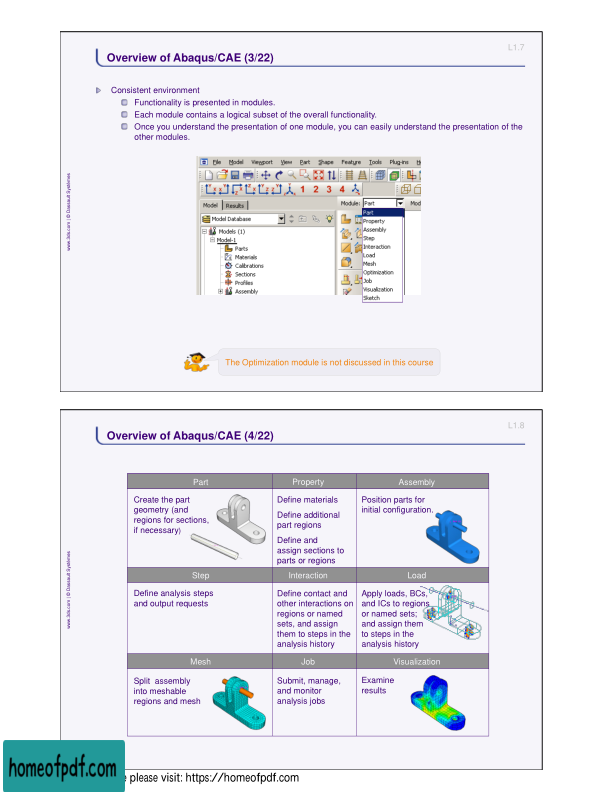 L1.7
Overview of Abaqus/CAE (3/22)
Consistent environment
Functionality is presented in modules.
Each module contains a logical subset of the overall functionality.
Once you understand the presentation of one module, you can easily understand the presentation of the
other modules.
www.3ds.com | © Dassault Systèmes
File Model Viewport View Part Shape Feature Tools Plug-ins
1 2 3 4
Model Results
Module: Part
Model Database
Models (1)
Model-1
Parts
Materials
Calibrations
Sections
Profiles
Assembly
Part
Property
Assembly
Step
Interaction
Load
Mesh
Optimization
Job
Visualization
Sketch
The Optimization module is not discussed in this course
L1.8
Overview of Abaqus/CAE (4/22)
www.3ds.com | © Dassault Systèmes
Part Property Assembly
Create the part
geometry (and
regions for sections,
if necessary)
Define materials
Define additional
part regions
Define and
assign sections to
parts or regions
Position parts for
initial configuration.
Step Interaction Load
Define analysis steps
and output requests
Define contact and
other interactions on
regions or named
sets, and assign
them to steps in the
analysis history
Apply loads, BCs,
and ICs to regions
or named sets;
and assign them
to steps in the
analysis history
Mesh Job Visualization
Split assembly
into meshable
regions and mesh
Submit, manage,
and monitor
analysis jobs
Examine
results
homeofpdf.com
please visit: https://homeofpdf.com